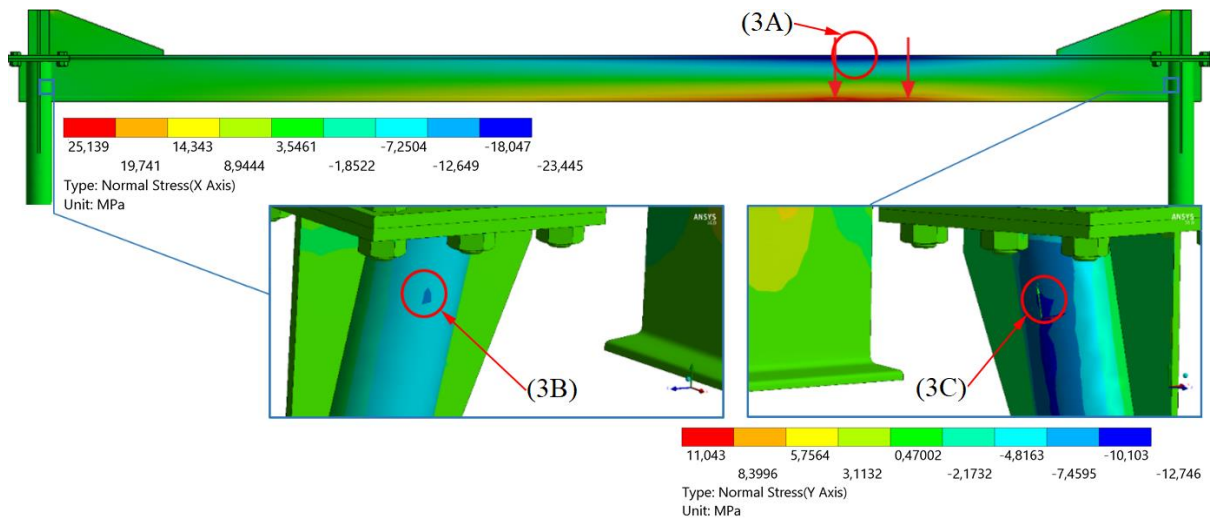 (3A)
25,139 14,343 3,5461 -7,2504 -18,047
19,741 8,9444 -1,8522 -12,649 -23,445
Type: Normal Stress(X Axis)
Unit: MPa
ANSYS
ANSYS
(3B)
(3C)
11,043 5,7564 0,47002 -4,8163 -10,103
8,3996 3,1132 -2,1732 -7,4595 -12,746
Type: Normal Stress(Y Axis)
Unit: MPa